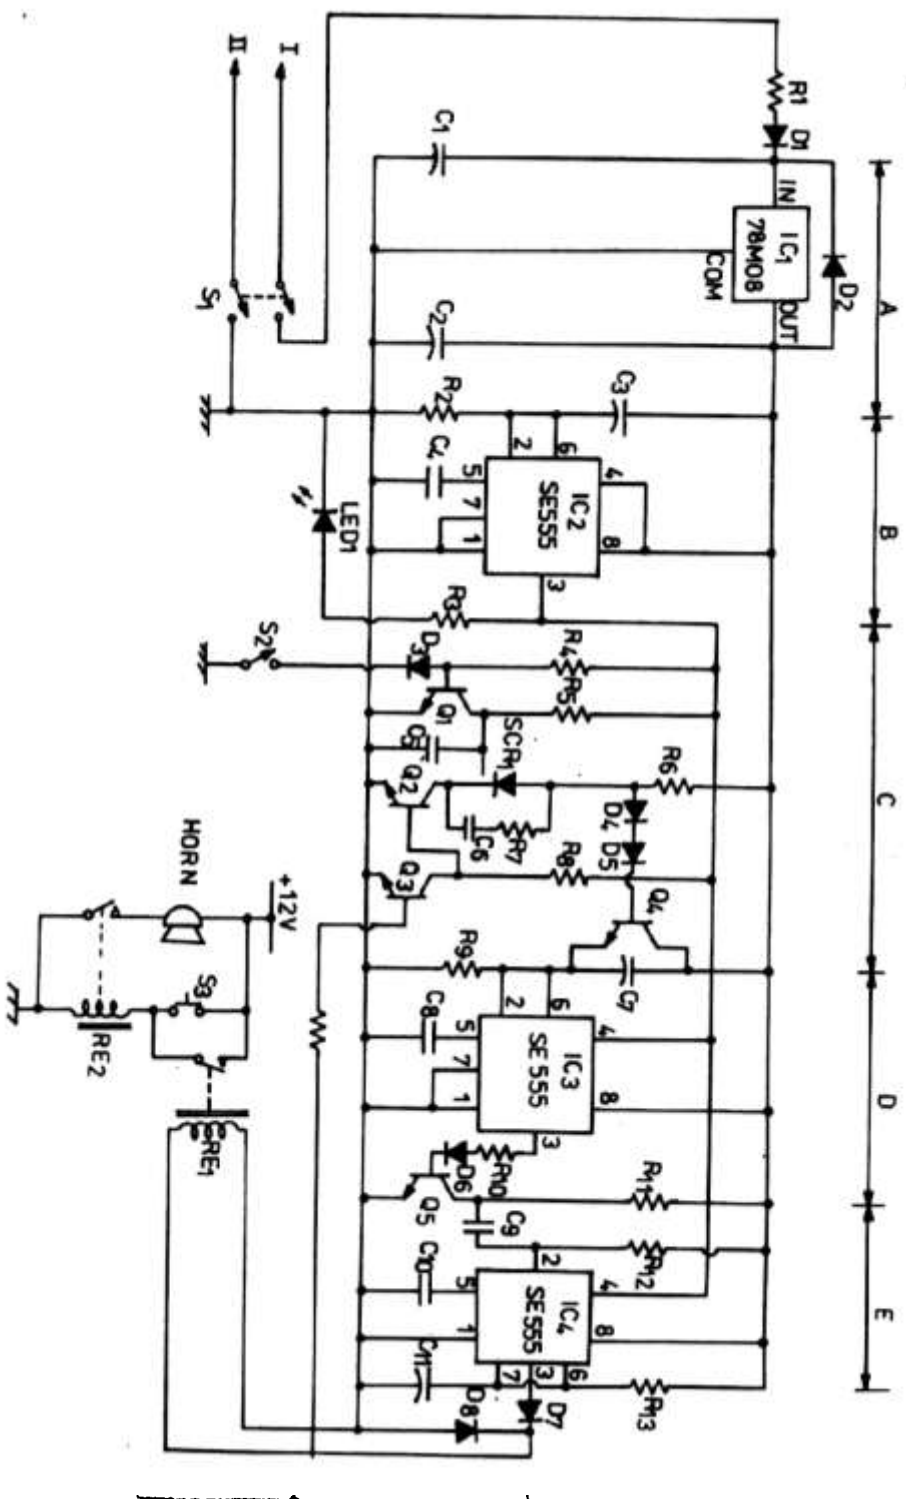 A
B
C
D
E
R1
D1
IN
IC1
78M08
COM
OUT
D2
C1
C2
I
II
S1
C3
R2
6
2
4
IC2
SE555
5
7
1
8
3
C4
LED1
R3
S2
D3
R4
R5
Q1
C5
SCR1
Q2
R6
D4
D5
C6
R7
R8
Q3
Q4
HORN
+12V
S3
RE2
RE1
R9
C7
6
2
4
IC3
SE555
5
7
1
8
3
C8
R10
D6
Q5
R11
C9
R12
2
4
IC4
SE555
5
1
8
7
3
6
C10
C11
R13
D7
D8